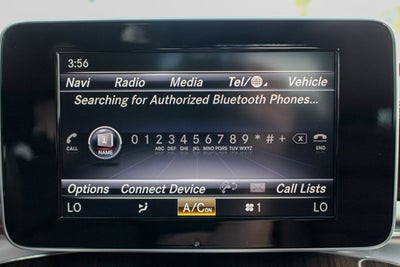 3:56
Navi Radio Media Tel/ Vehicle
Searching for Authorized Bluetooth Phones...
0 1 2 3 4 5 6 7 8 9 * # +
ABC DEF GHI JKL MNO PQRS TUV WXYZ
CALL NAME END
Options Connect Device Call Lists
LO A/C ON 1 LO